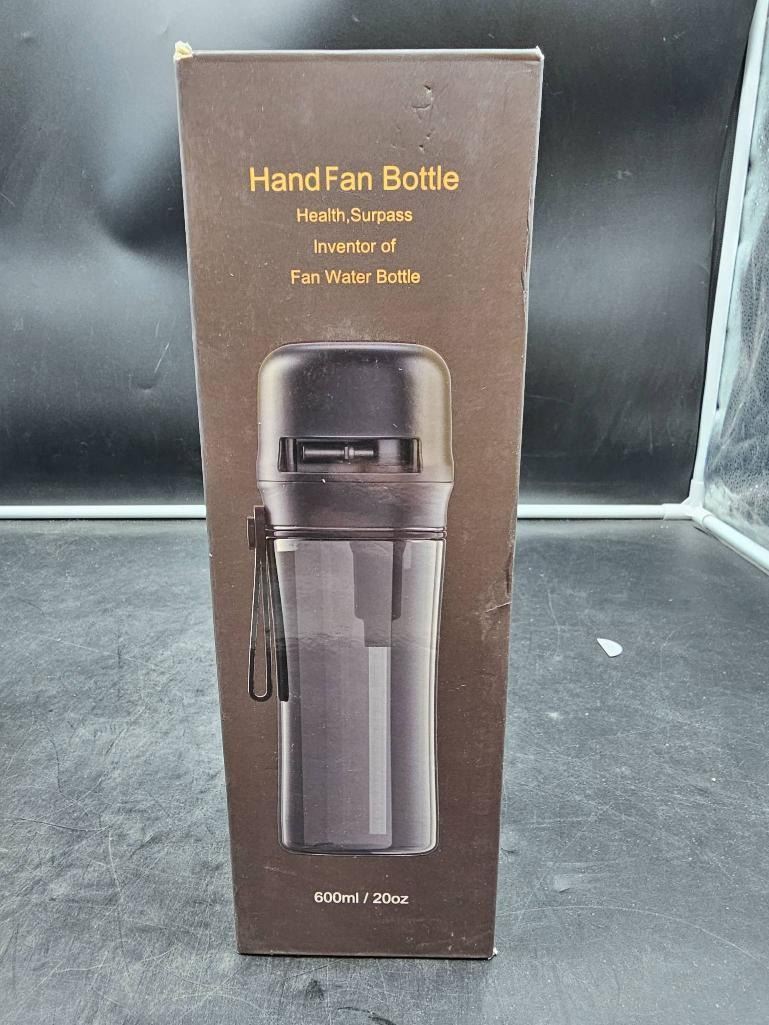 Hand Fan Bottle
Health,Surpass
Inventor of
Fan Water Bottle
600ml / 20oz